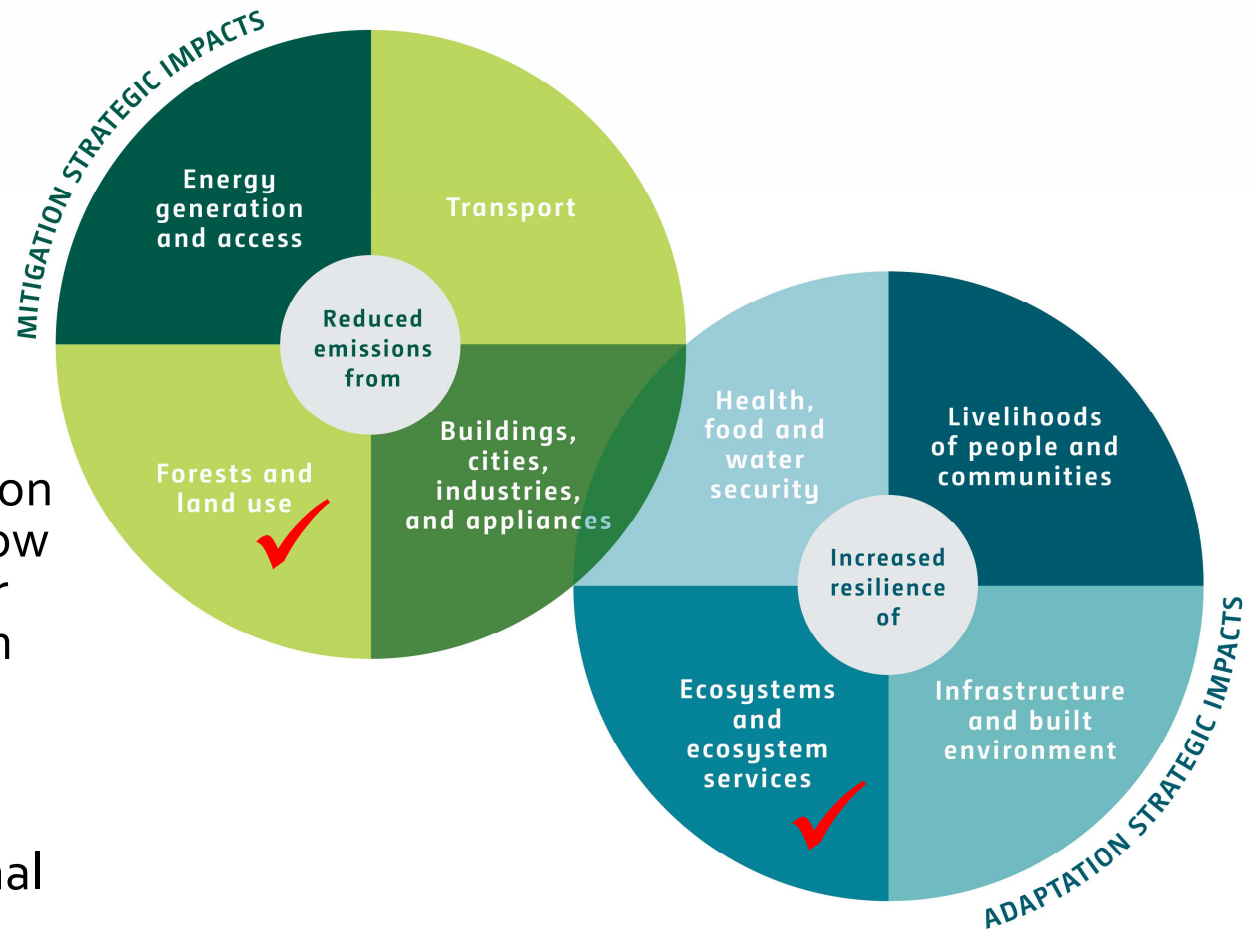 MITIGATION STRATEGIC IMPACTS
Energy
generation
and access
Transport
Reduced
emissions
from
Forests and
land use
Buildings,
cities,
industries,
and appliances
Health,
food and
water
security
Livelihoods
of people and
communities
Increased
resilience
of
Ecosystems
and
ecosystem
services
Infrastructure
and built
environment
ADAPTATION STRATEGIC IMPACTS
on